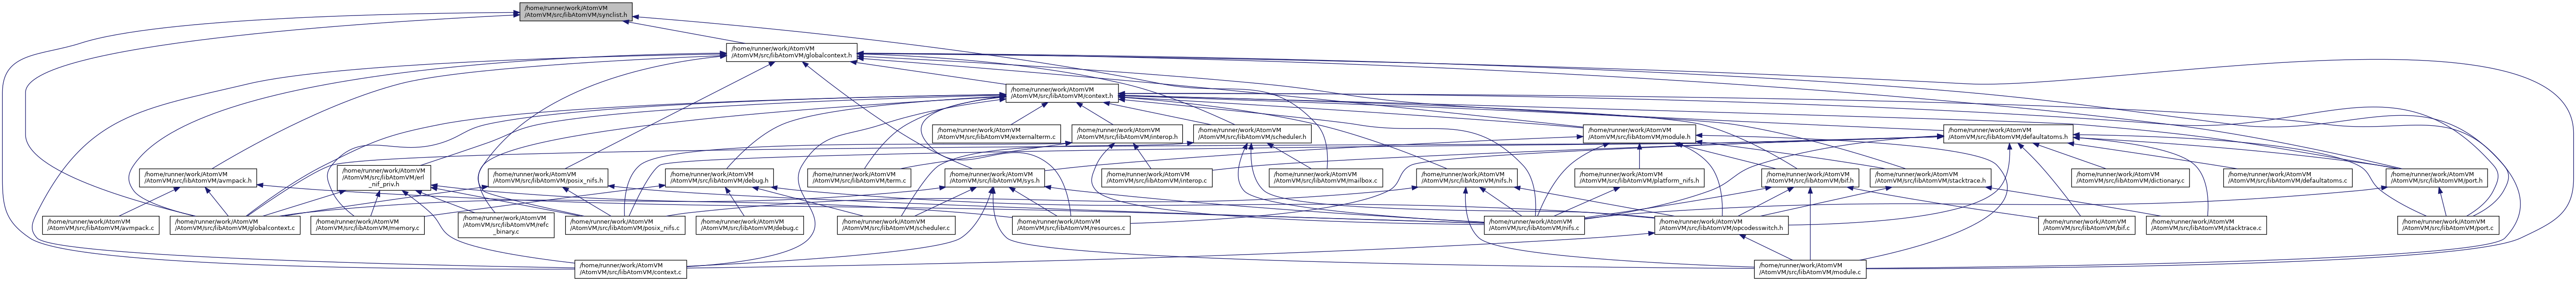 /home/runner/work/AtomVM
/AtomVM/src/libAtomVM/synclist.h
/home/runner/work/AtomVM
/AtomVM/src/libAtomVM/globalcontext.h
/home/runner/work/AtomVM
/AtomVM/src/libAtomVM/context.h
/home/runner/work/AtomVM
/AtomVM/src/libAtomVM/externalterm.c
/home/runner/work/AtomVM
/AtomVM/src/libAtomVM/interop.h
/home/runner/work/AtomVM
/AtomVM/src/libAtomVM/scheduler.h
/home/runner/work/AtomVM
/AtomVM/src/libAtomVM/module.h
/home/runner/work/AtomVM
/AtomVM/src/libAtomVM/defaultatoms.h
/home/runner/work/AtomVM
/AtomVM/src/libAtomVM/avmpack.h
/home/runner/work/AtomVM
/AtomVM/src/libAtomVM/erl
_nif_priv.h
/home/runner/work/AtomVM
/AtomVM/src/libAtomVM/posix_nifs.h
/home/runner/work/AtomVM
/AtomVM/src/libAtomVM/debug.h
/home/runner/work/AtomVM
/AtomVM/src/libAtomVM/term.c
/home/runner/work/AtomVM
/AtomVM/src/libAtomVM/sys.h
/home/runner/work/AtomVM
/AtomVM/src/libAtomVM/interop.c
/home/runner/work/AtomVM
/AtomVM/src/libAtomVM/mailbox.c
/home/runner/work/AtomVM
/AtomVM/src/libAtomVM/nifs.h
/home/runner/work/AtomVM
/AtomVM/src/libAtomVM/platform_nifs.h
/home/runner/work/AtomVM
/AtomVM/src/libAtomVM/bif.h
/home/runner/work/AtomVM
/AtomVM/src/libAtomVM/stacktrace.h
/home/runner/work/AtomVM
/AtomVM/src/libAtomVM/dictionary.c
/home/runner/work/AtomVM
/AtomVM/src/libAtomVM/defaultatoms.c
/home/runner/work/AtomVM
/AtomVM/src/libAtomVM/port.h
/home/runner/work/AtomVM
/AtomVM/src/libAtomVM/avmpack.c
/home/runner/work/AtomVM
/AtomVM/src/libAtomVM/globalcontext.c
/home/runner/work/AtomVM
/AtomVM/src/libAtomVM/memory.c
/home/runner/work/AtomVM
/AtomVM/src/libAtomVM/refc
_binary.c
/home/runner/work/AtomVM
/AtomVM/src/libAtomVM/posix_nifs.c
/home/runner/work/AtomVM
/AtomVM/src/libAtomVM/debug.c
/home/runner/work/AtomVM
/AtomVM/src/libAtomVM/scheduler.c
/home/runner/work/AtomVM
/AtomVM/src/libAtomVM/resources.c
/home/runner/work/AtomVM
/AtomVM/src/libAtomVM/nifs.c
/home/runner/work/AtomVM
/AtomVM/src/libAtomVM/opcodesswitch.h
/home/runner/work/AtomVM
/AtomVM/src/libAtomVM/bif.c
/home/runner/work/AtomVM
/AtomVM/src/libAtomVM/stacktrace.c
/home/runner/work/AtomVM
/AtomVM/src/libAtomVM/port.c
/home/runner/work/AtomVM
/AtomVM/src/libAtomVM/context.c
/home/runner/work/AtomVM
/AtomVM/src/libAtomVM/module.c